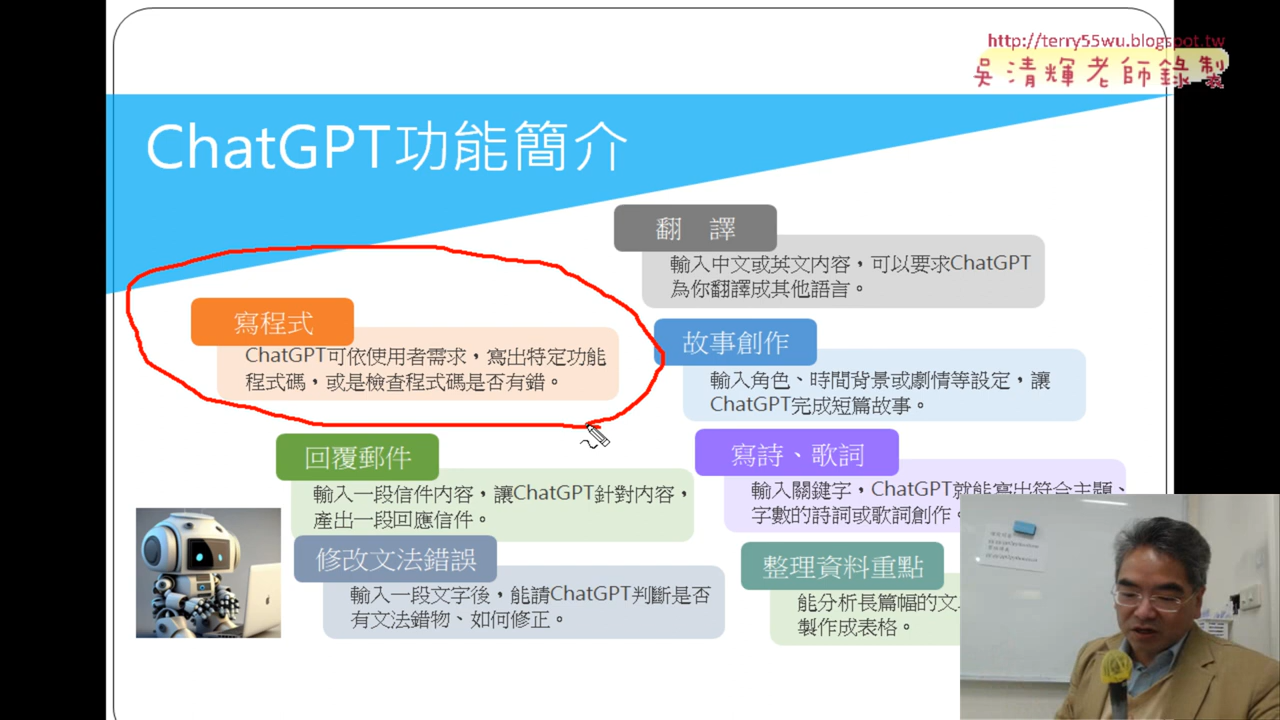 http://terry55wu.blogspot.tw
吳清輝老師錄製
ChatGPT功能簡介
翻 譯
輸入中文或英文內容，可以要求ChatGPT
為你翻譯成其他語言。
寫程式
ChatGPT可依使用者需求，寫出特定功能
程式碼，或是檢查程式碼是否有錯。
故事創作
輸入角色、時間背景或劇情等設定，讓
ChatGPT完成短篇故事。
回覆郵件
輸入一段信件內容，讓ChatGPT針對內容，
產出一段回應信件。
寫詩、歌詞
輸入關鍵字，ChatGPT就能寫出符合主題、
字數的詩詞或歌詞創作。
修改文法錯誤
輸入一段文字後，能請ChatGPT判斷是否
有文法錯物、如何修正。
整理資料重點
能分析長篇幅的文
製作成表格。